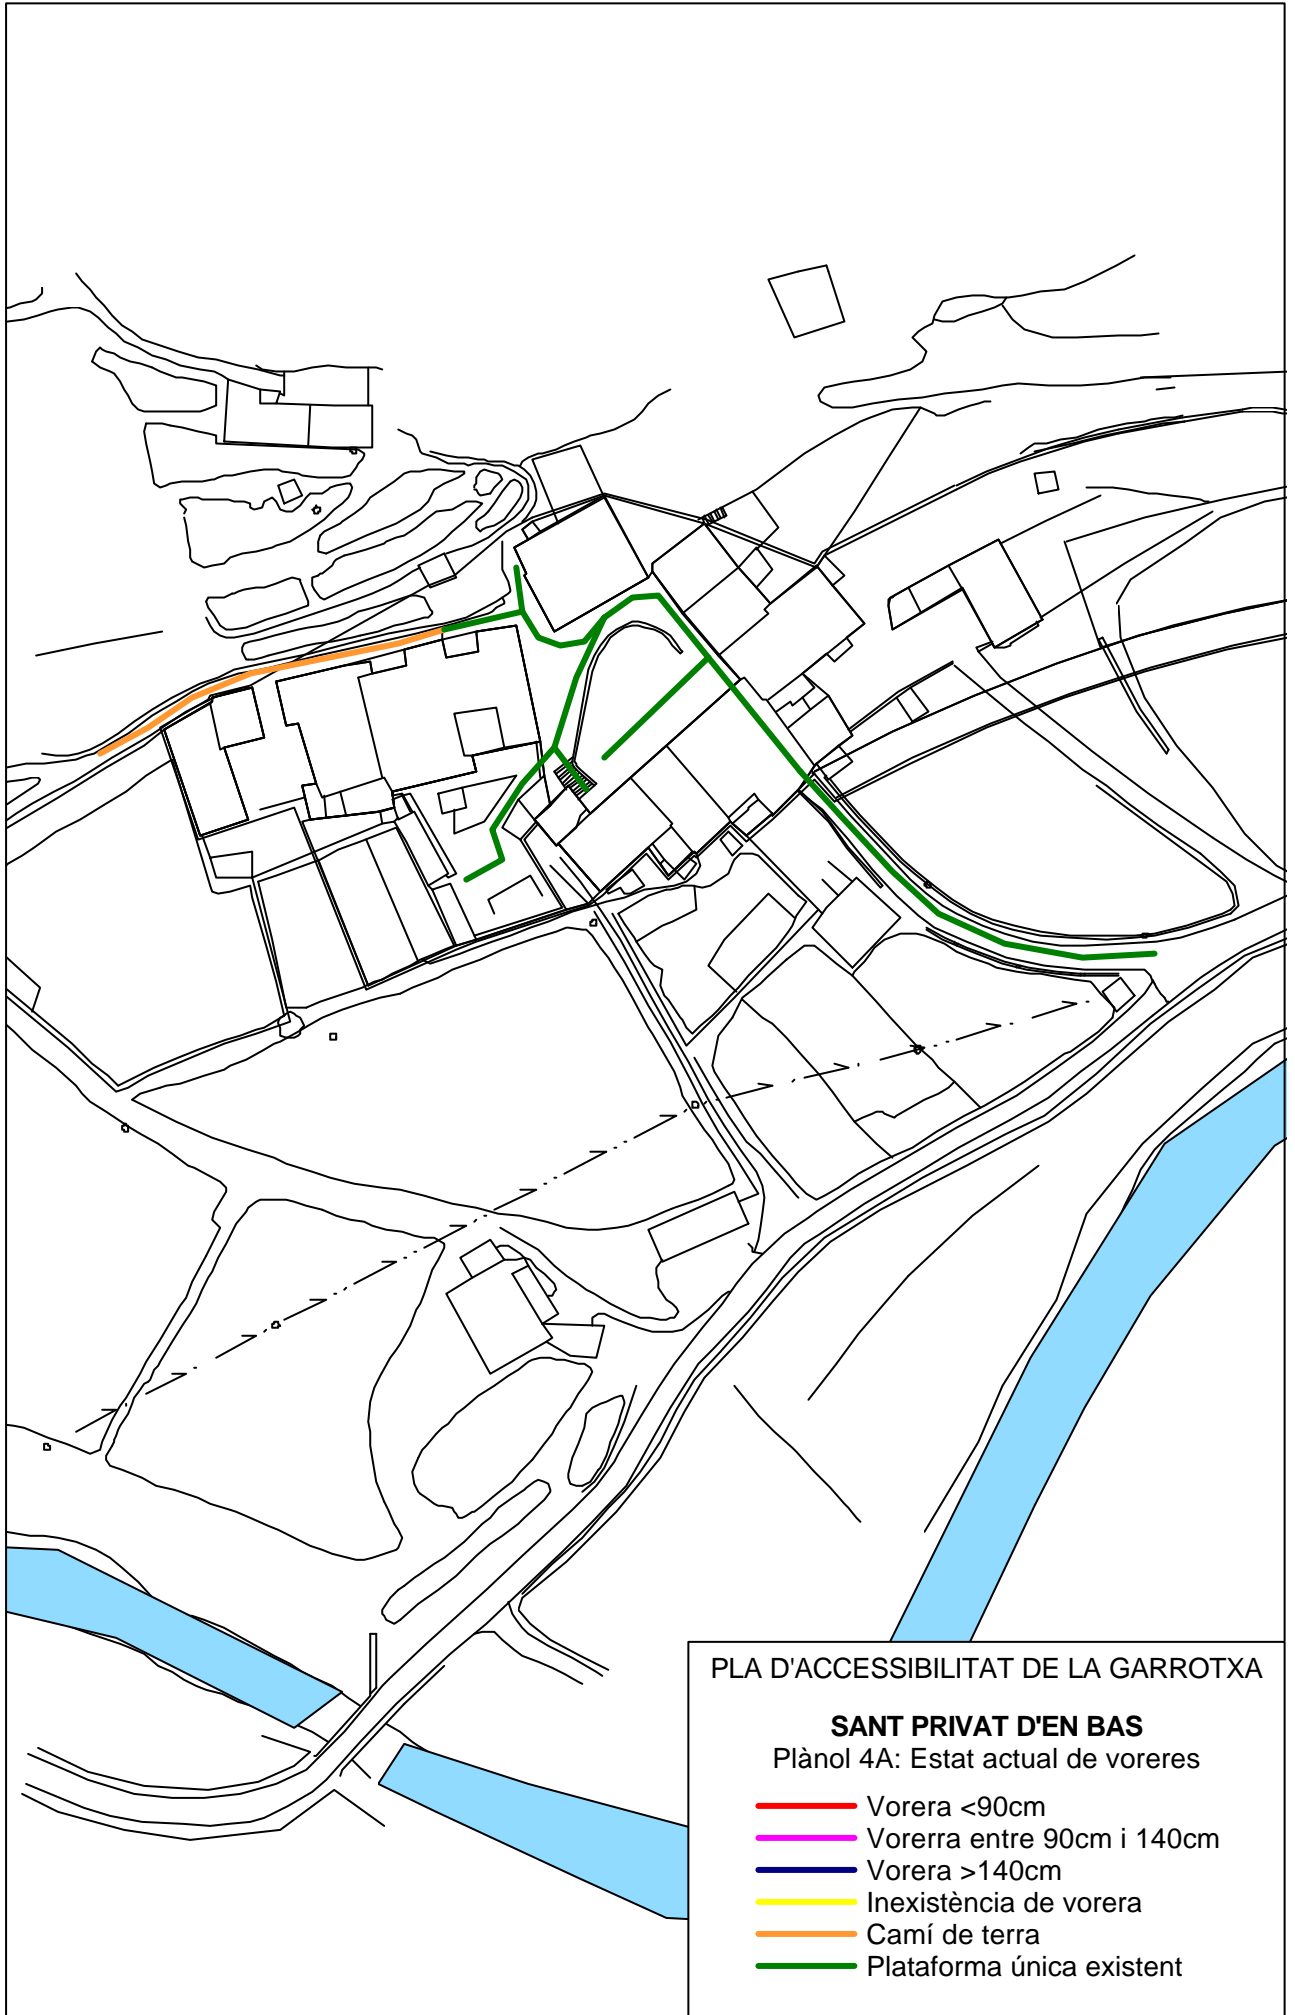 PLA D'ACCESSIBILITAT DE LA GARROTXA
SANT PRIVAT D'EN BAS
Plànol 4A: Estat actual de voreres
Vorera <90cm
Vorerra entre 90cm i 140cm
Vorera >140cm
Inexistència de vorera
Camí de terra
Plataforma única existent